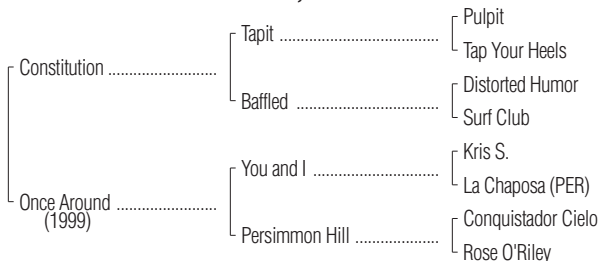 Pulpit
Tapit ................................
Tap Your Heels
Constitution ........................
Distorted Humor
Baffled ..............................
Surf Club
Kris S.
You and I ...........................
La Chaposa (PER)
Once Around ......................
(1999)
Conquistador Cielo
Persimmon Hill ..................
Rose O'Riley